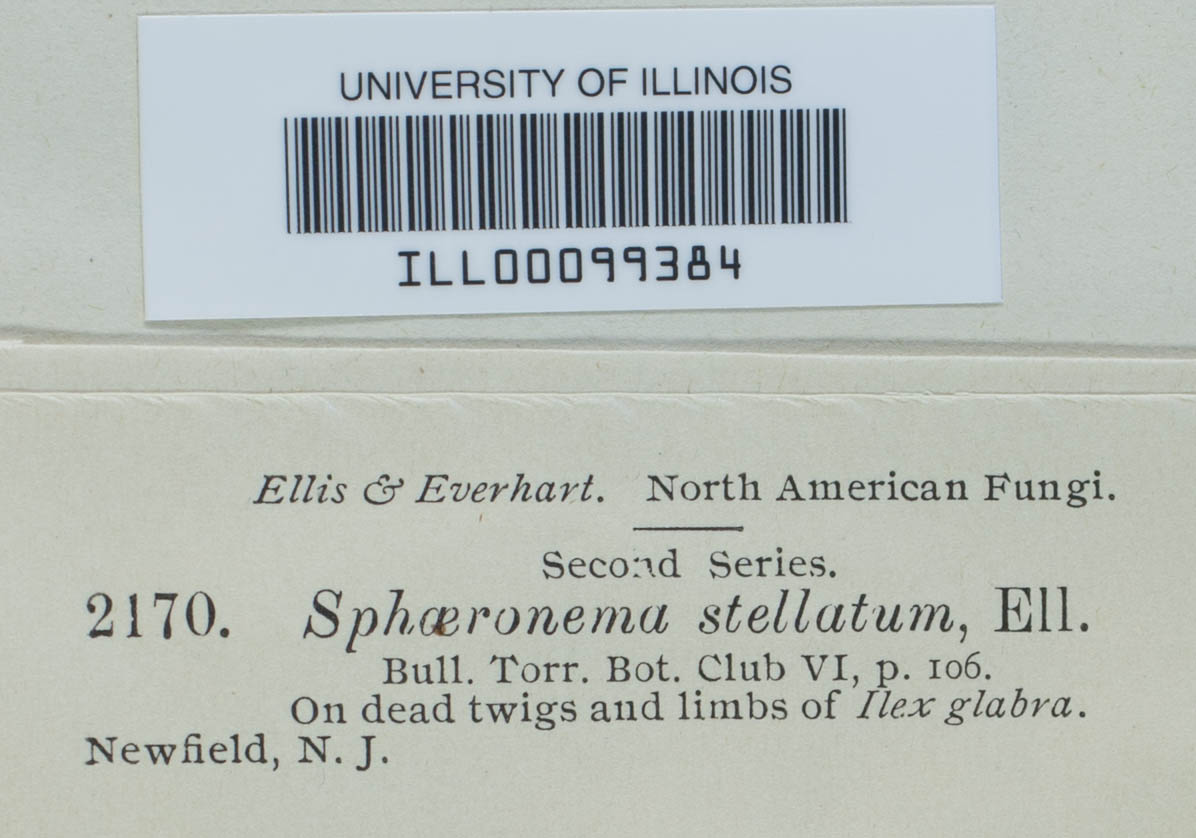 UNIVERSITY OF ILLINOIS
ILL00099384
Ellis & Everhart. North American Fungi.
Second Series.
2170. Sphæronema stellatum, Ell.
Bull. Torr. Bot. Club VI, p. 106.
On dead twigs and limbs of Ilex glabra.
Newfield, N. J.